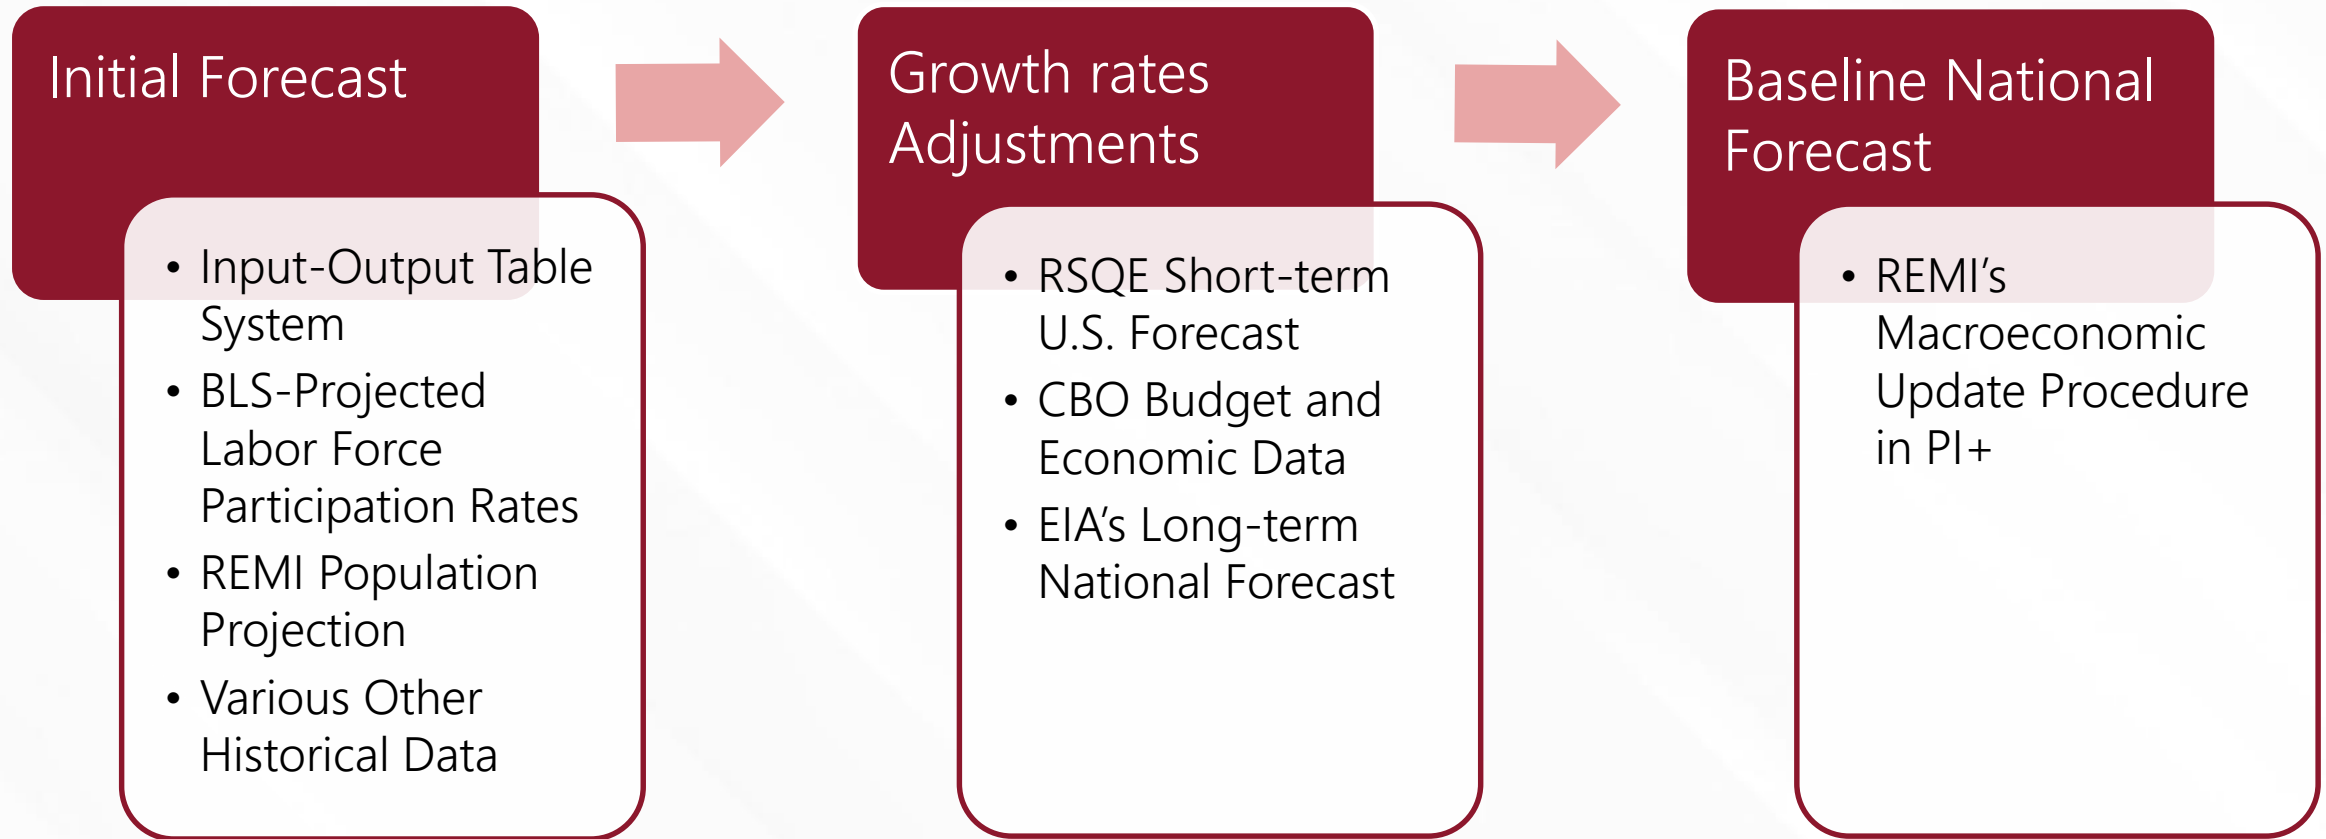 Initial Forecast
• Input-Output Table
System
• BLS-Projected
Labor Force
Participation Rates
• REMI Population
Projection
• Various Other
Historical Data
Growth rates
Adjustments
• RSQE Short-term
U.S. Forecast
• CBO Budget and
Economic Data
• EIA’s Long-term
National Forecast
Baseline National
Forecast
• REMI’s
Macroeconomic
Update Procedure
in PI+